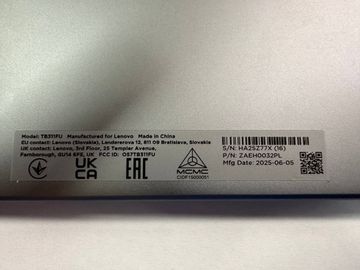 Model: TB311FU Manufactured for Lenovo Made in China
EU contact: Lenovo (Slovakia), Landererova 12, 811 09 Bratislava, Slovakia
UK contact: Lenovo, 3rd Floor, 25 Templer Avenue,
Farnborough, GU14 6FE, UK FCC ID: O57TB311FU
UK CA
EAC
MCMC
CIDF15000051
S/N: HA25Z77X (16)
P/N: ZAEH0032PL
Mfg Date: 2025-06-05